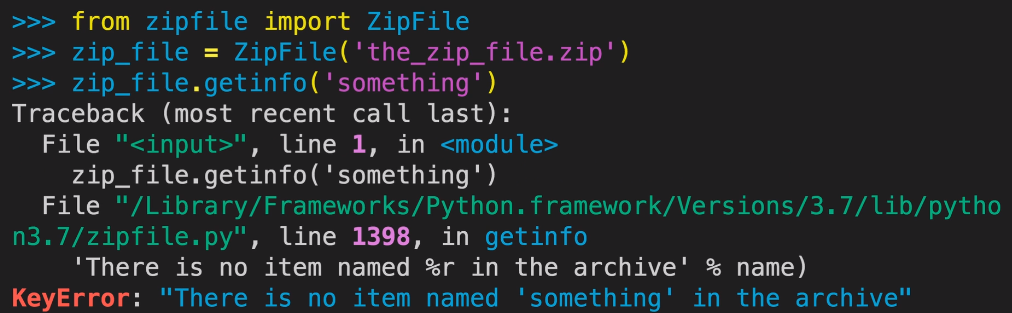 >>> from zipfile import ZipFile
>>> zip_file = ZipFile('the_zip_file.zip')
>>> zip_file.getinfo('something')
Traceback (most recent call last):
  File "<input>", line 1, in <module>
    zip_file.getinfo('something')
  File "/Library/Frameworks/Python.framework/Versions/3.7/lib/pytho
n3.7/zipfile.py", line 1398, in getinfo
    'There is no item named %r in the archive' % name)
KeyError: "There is no item named 'something' in the archive"